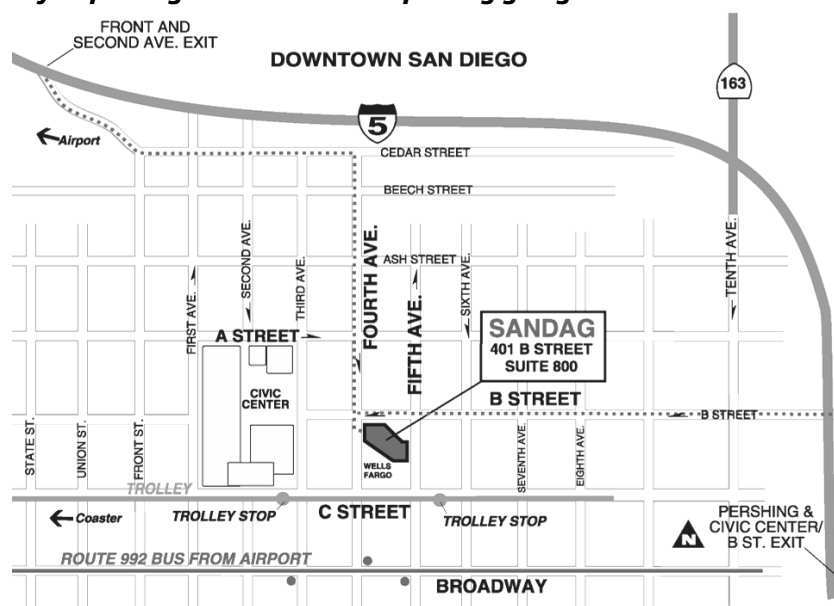 FRONT AND
SECOND AVE. EXIT
DOWNTOWN SAN DIEGO
163
5
Airport
CEDAR STREET
BEECH STREET
ASH STREET
FIRST AVE.
SECOND AVE.
THIRD AVE.
FOURTH AVE.
FIFTH AVE.
SIXTH AVE.
TENTH AVE.
A STREET
SANDAG
401 B STREET
SUITE 800
CIVIC
CENTER
B STREET
B STREET
STATE ST.
UNION ST.
FRONT ST.
WELLS
FARGO
SEVENTH AVE.
EIGHTH AVE.
TROLLEY
Coaster
TROLLEY STOP
C STREET
TROLLEY STOP
PERSHING &
CIVIC CENTER/
B ST. EXIT
N
ROUTE 992 BUS FROM AIRPORT
BROADWAY